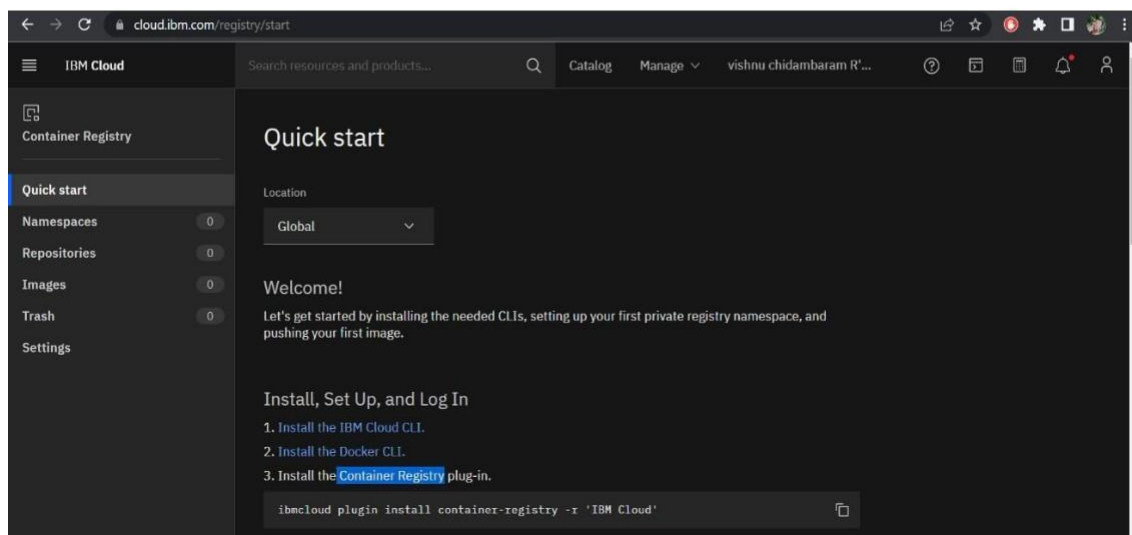 cloud.ibm.com/registry/start
IBM Cloud
Search resources and products...
Catalog
Manage
vishnu chidambaram R'...
Container Registry
Quick start
Namespaces 0
Repositories 0
Images 0
Trash 0
Settings
Quick start
Location
Global
Welcome!
Let's get started by installing the needed CLIs, setting up your first private registry namespace, and
pushing your first image.
Install, Set Up, and Log In
1. Install the IBM Cloud CLI.
2. Install the Docker CLI.
3. Install the Container Registry plug-in.
ibmcloud plugin install container-registry -r 'IBM Cloud'